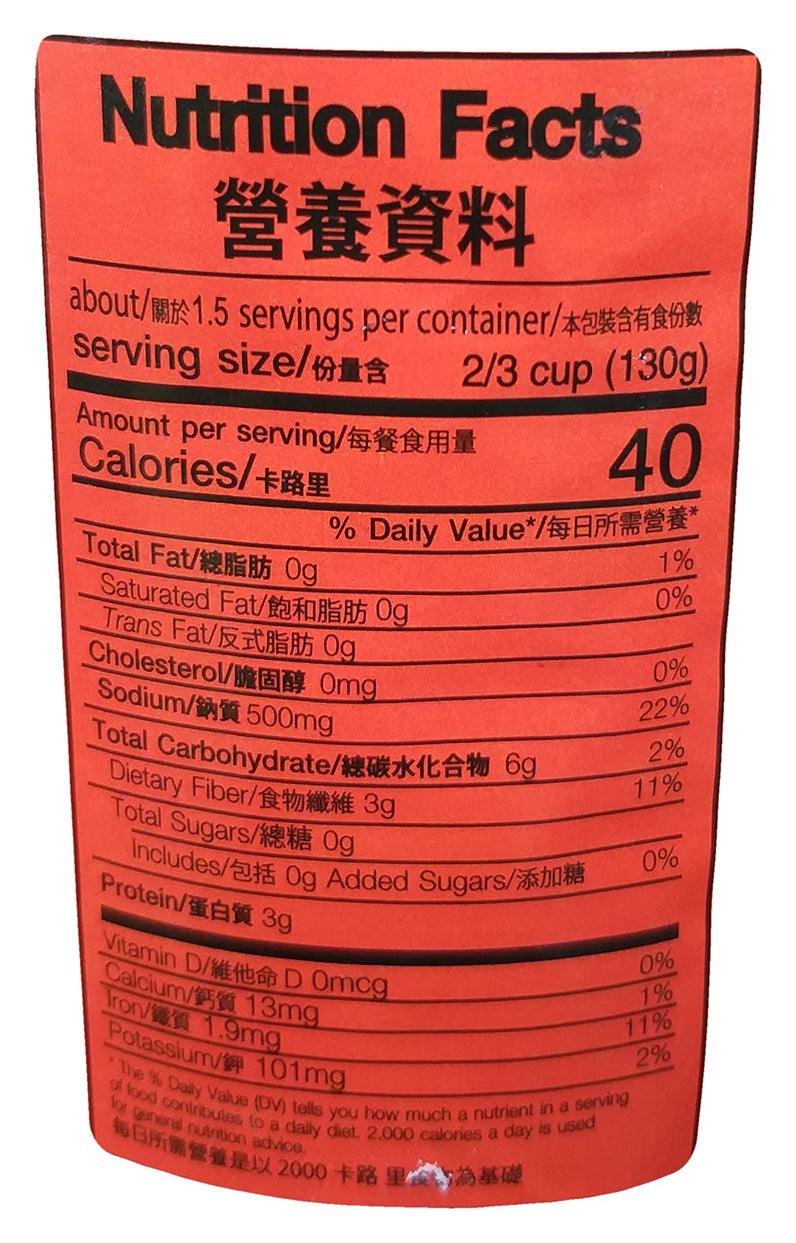 Nutrition Facts
營養資料
about/關於1.5 servings per container/本包裝含有食份數
serving size/份量含 2/3 cup (130g)
Amount per serving/每餐食用量
Calories/卡路里 40
% Daily Value*/每日所需營養*
Total Fat/總脂肪 0g 1%
Saturated Fat/飽和脂肪 0g 0%
Trans Fat/反式脂肪 0g
Cholesterol/膽固醇 0mg 0%
Sodium/鈉質 500mg 22%
Total Carbohydrate/總碳水化合物 6g 2%
Dietary Fiber/食物纖維 3g 11%
Total Sugars/總糖 0g
Includes/包括 0g Added Sugars/添加糖 0%
Protein/蛋白質 3g
Vitamin D/維他命 D 0mcg 0%
Calcium/鈣質 13mg 1%
Iron/鐵質 1.9mg 11%
Potassium/鉀 101mg 2%
* The % Daily Value (DV) tells you how much a nutrient in a serving
of food contributes to a daily diet. 2,000 calories a day is used
for general nutrition advice.
每日所需營養是以 2000 卡路 里 為基礎